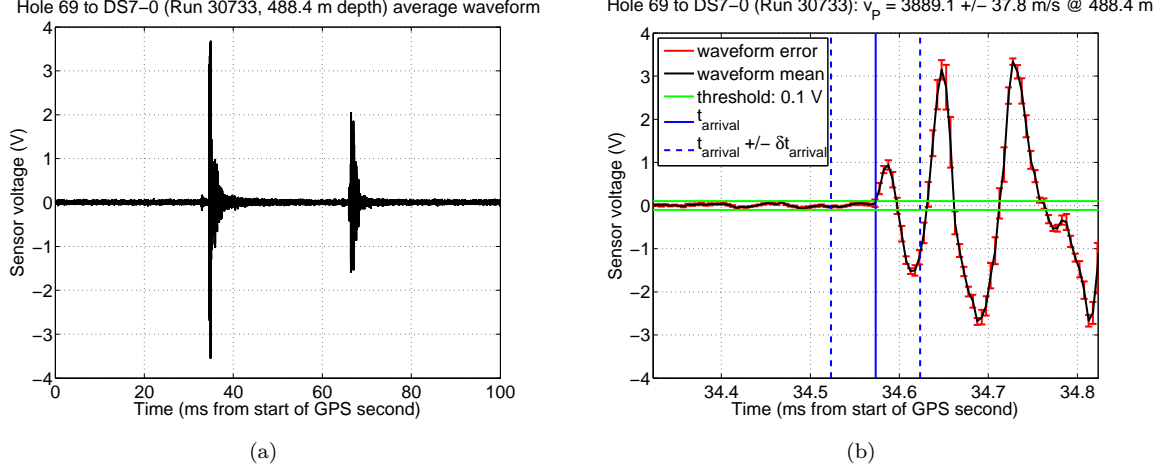 Hole 69 to DS7−0 (Run 30733, 488.4 m depth) average waveform
4
3
2
1
0
−1
−2
−3
−4
Sensor voltage (V)
0 20 40 60 80 100
Time (ms from start of GPS second)
(a)
Hole 69 to DS7−0 (Run 30733): v_P = 3889.1 +/− 37.8 m/s @ 488.4 m
4
3
2
1
0
−1
−2
−3
−4
Sensor voltage (V)
waveform error
waveform mean
threshold: 0.1 V
t_arrival
t_arrival +/− δt_arrival
34.4 34.5 34.6 34.7 34.8
Time (ms from start of GPS second)
(b)